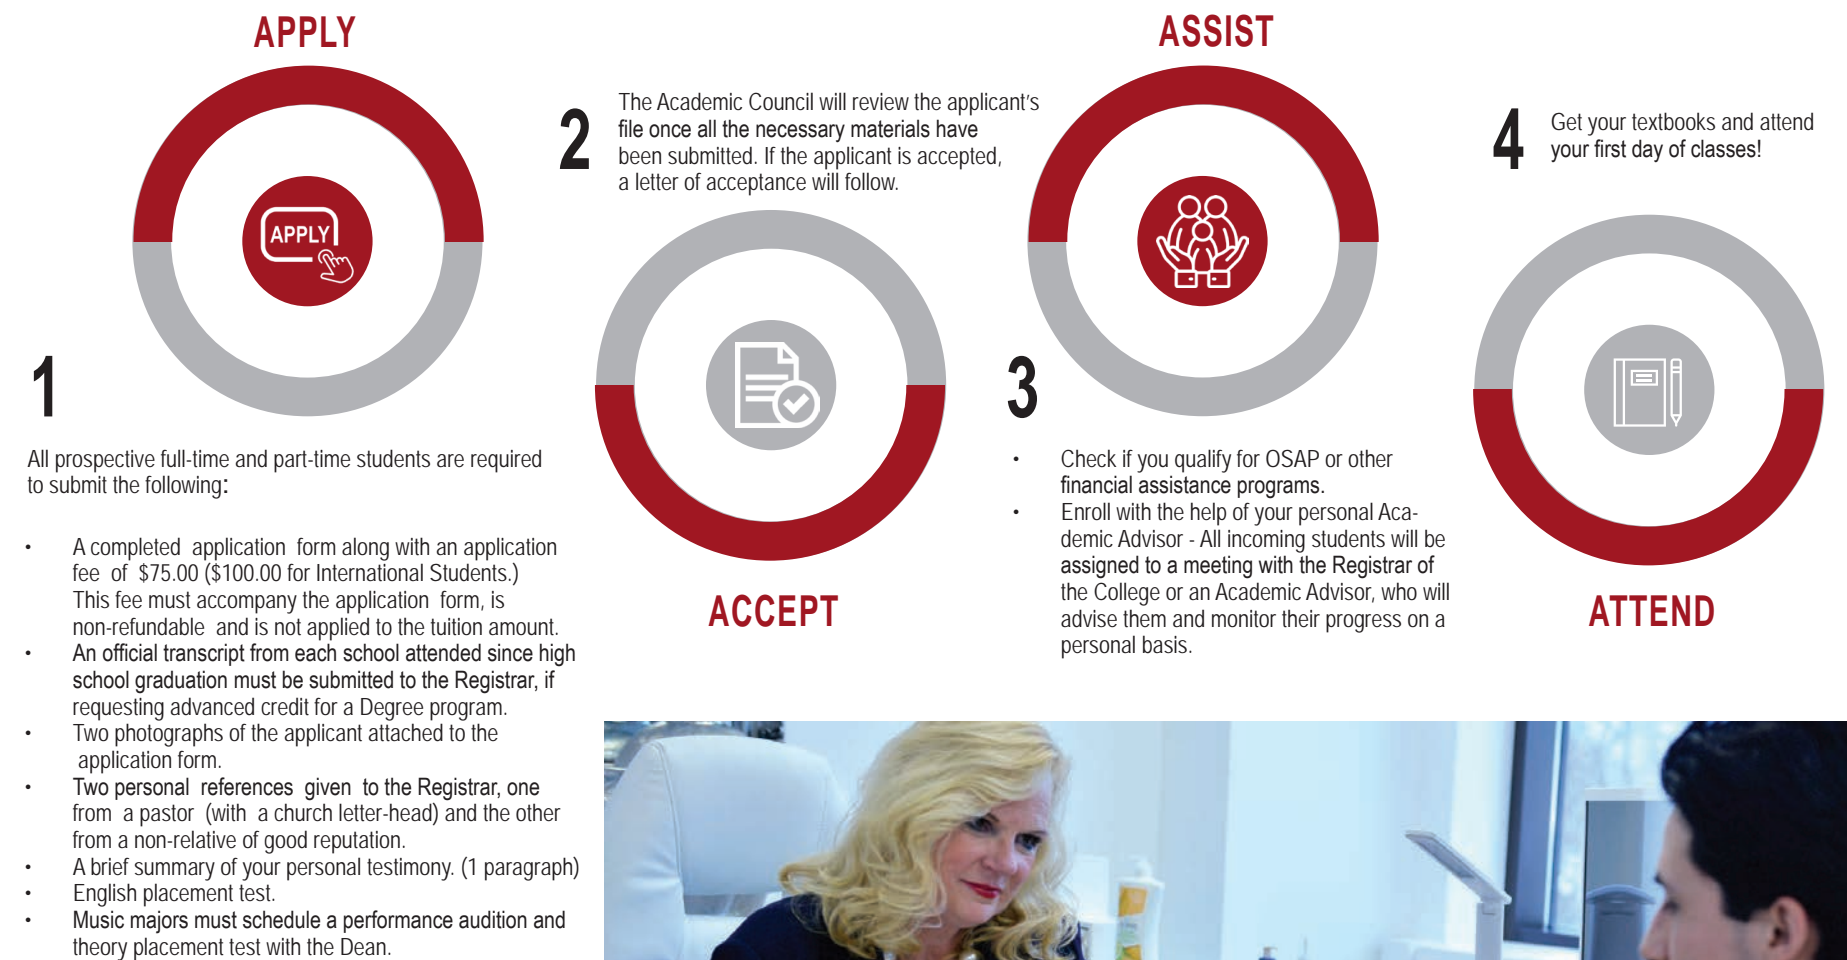 APPLY
APPLY
1
All prospective full-time and part-time students are required
to submit the following:
• A completed application form along with an application
fee of $75.00 ($100.00 for International Students.)
This fee must accompany the application form, is
non-refundable and is not applied to the tuition amount.
• An official transcript from each school attended since high
school graduation must be submitted to the Registrar, if
requesting advanced credit for a Degree program.
• Two photographs of the applicant attached to the
application form.
• Two personal references given to the Registrar, one
from a pastor (with a church letter-head) and the other
from a non-relative of good reputation.
• A brief summary of your personal testimony. (1 paragraph)
• English placement test.
• Music majors must schedule a performance audition and
theory placement test with the Dean.
2
The Academic Council will review the applicant's
file once all the necessary materials have
been submitted. If the applicant is accepted,
a letter of acceptance will follow.
ACCEPT
ASSIST
3
• Check if you qualify for OSAP or other
financial assistance programs.
• Enroll with the help of your personal Aca-
demic Advisor - All incoming students will be
assigned to a meeting with the Registrar of
the College or an Academic Advisor, who will
advise them and monitor their progress on a
personal basis.
4
Get your textbooks and attend
your first day of classes!
ATTEND